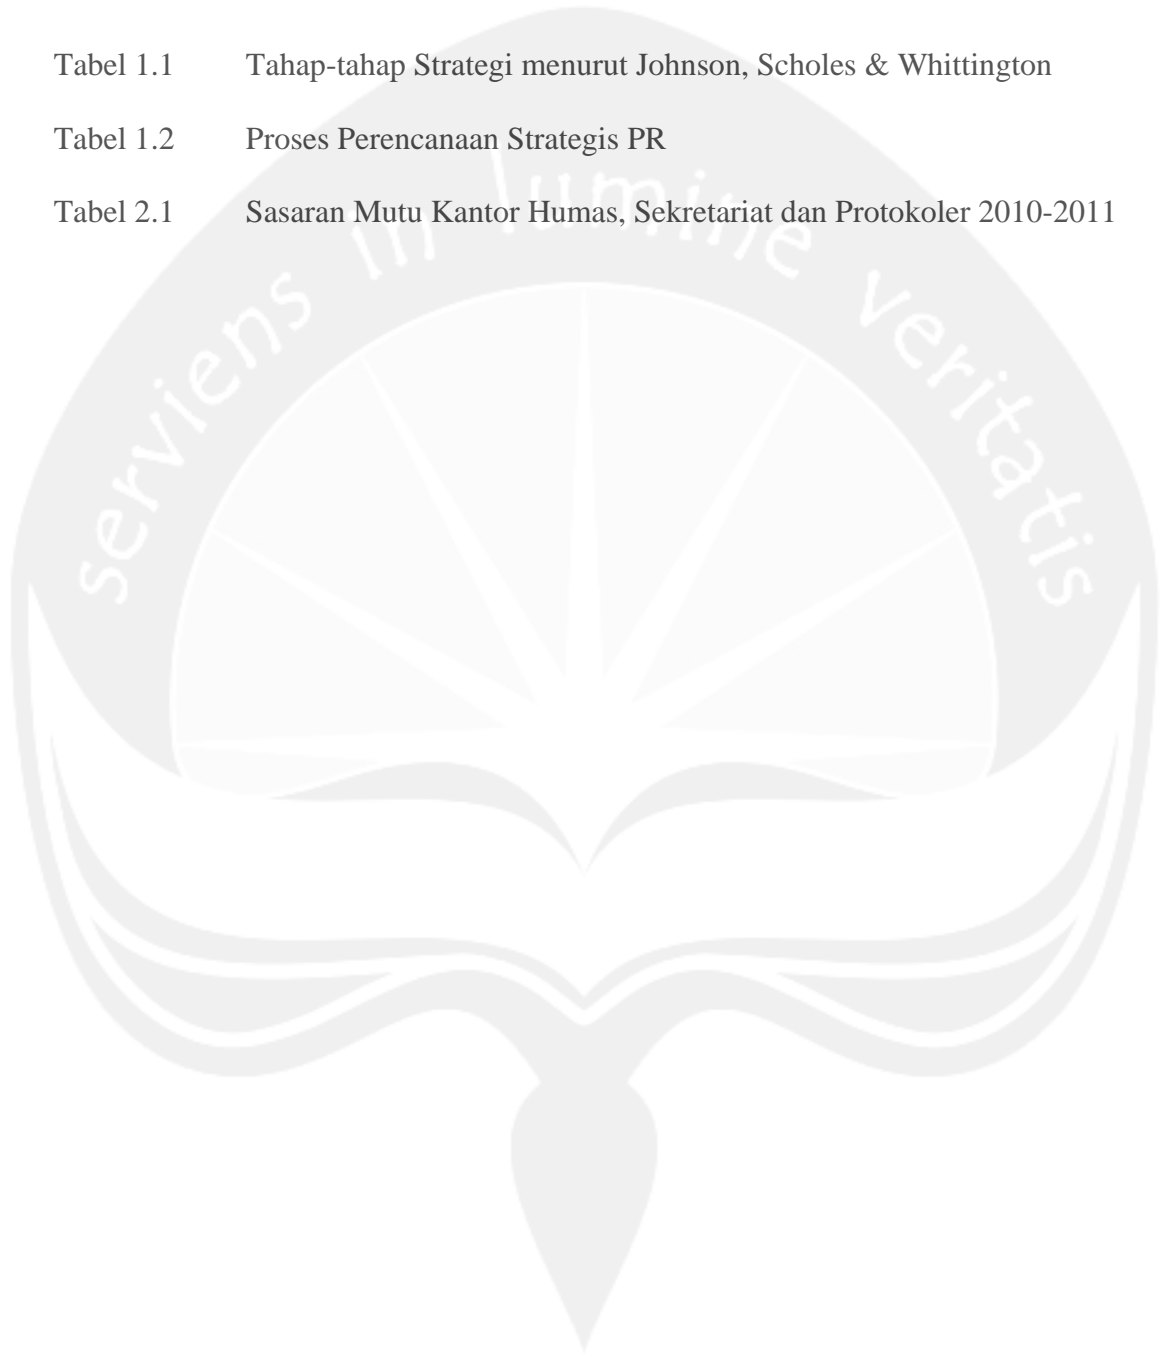 Tabel 1.1 Tahap-tahap Strategi menurut Johnson, Scholes & Whittington
Tabel 1.2 Proses Perencanaan Strategis PR
Tabel 2.1 Sasaran Mutu Kantor Humas, Sekretariat dan Protokoler 2010-2011
serviens in lumine veritatis